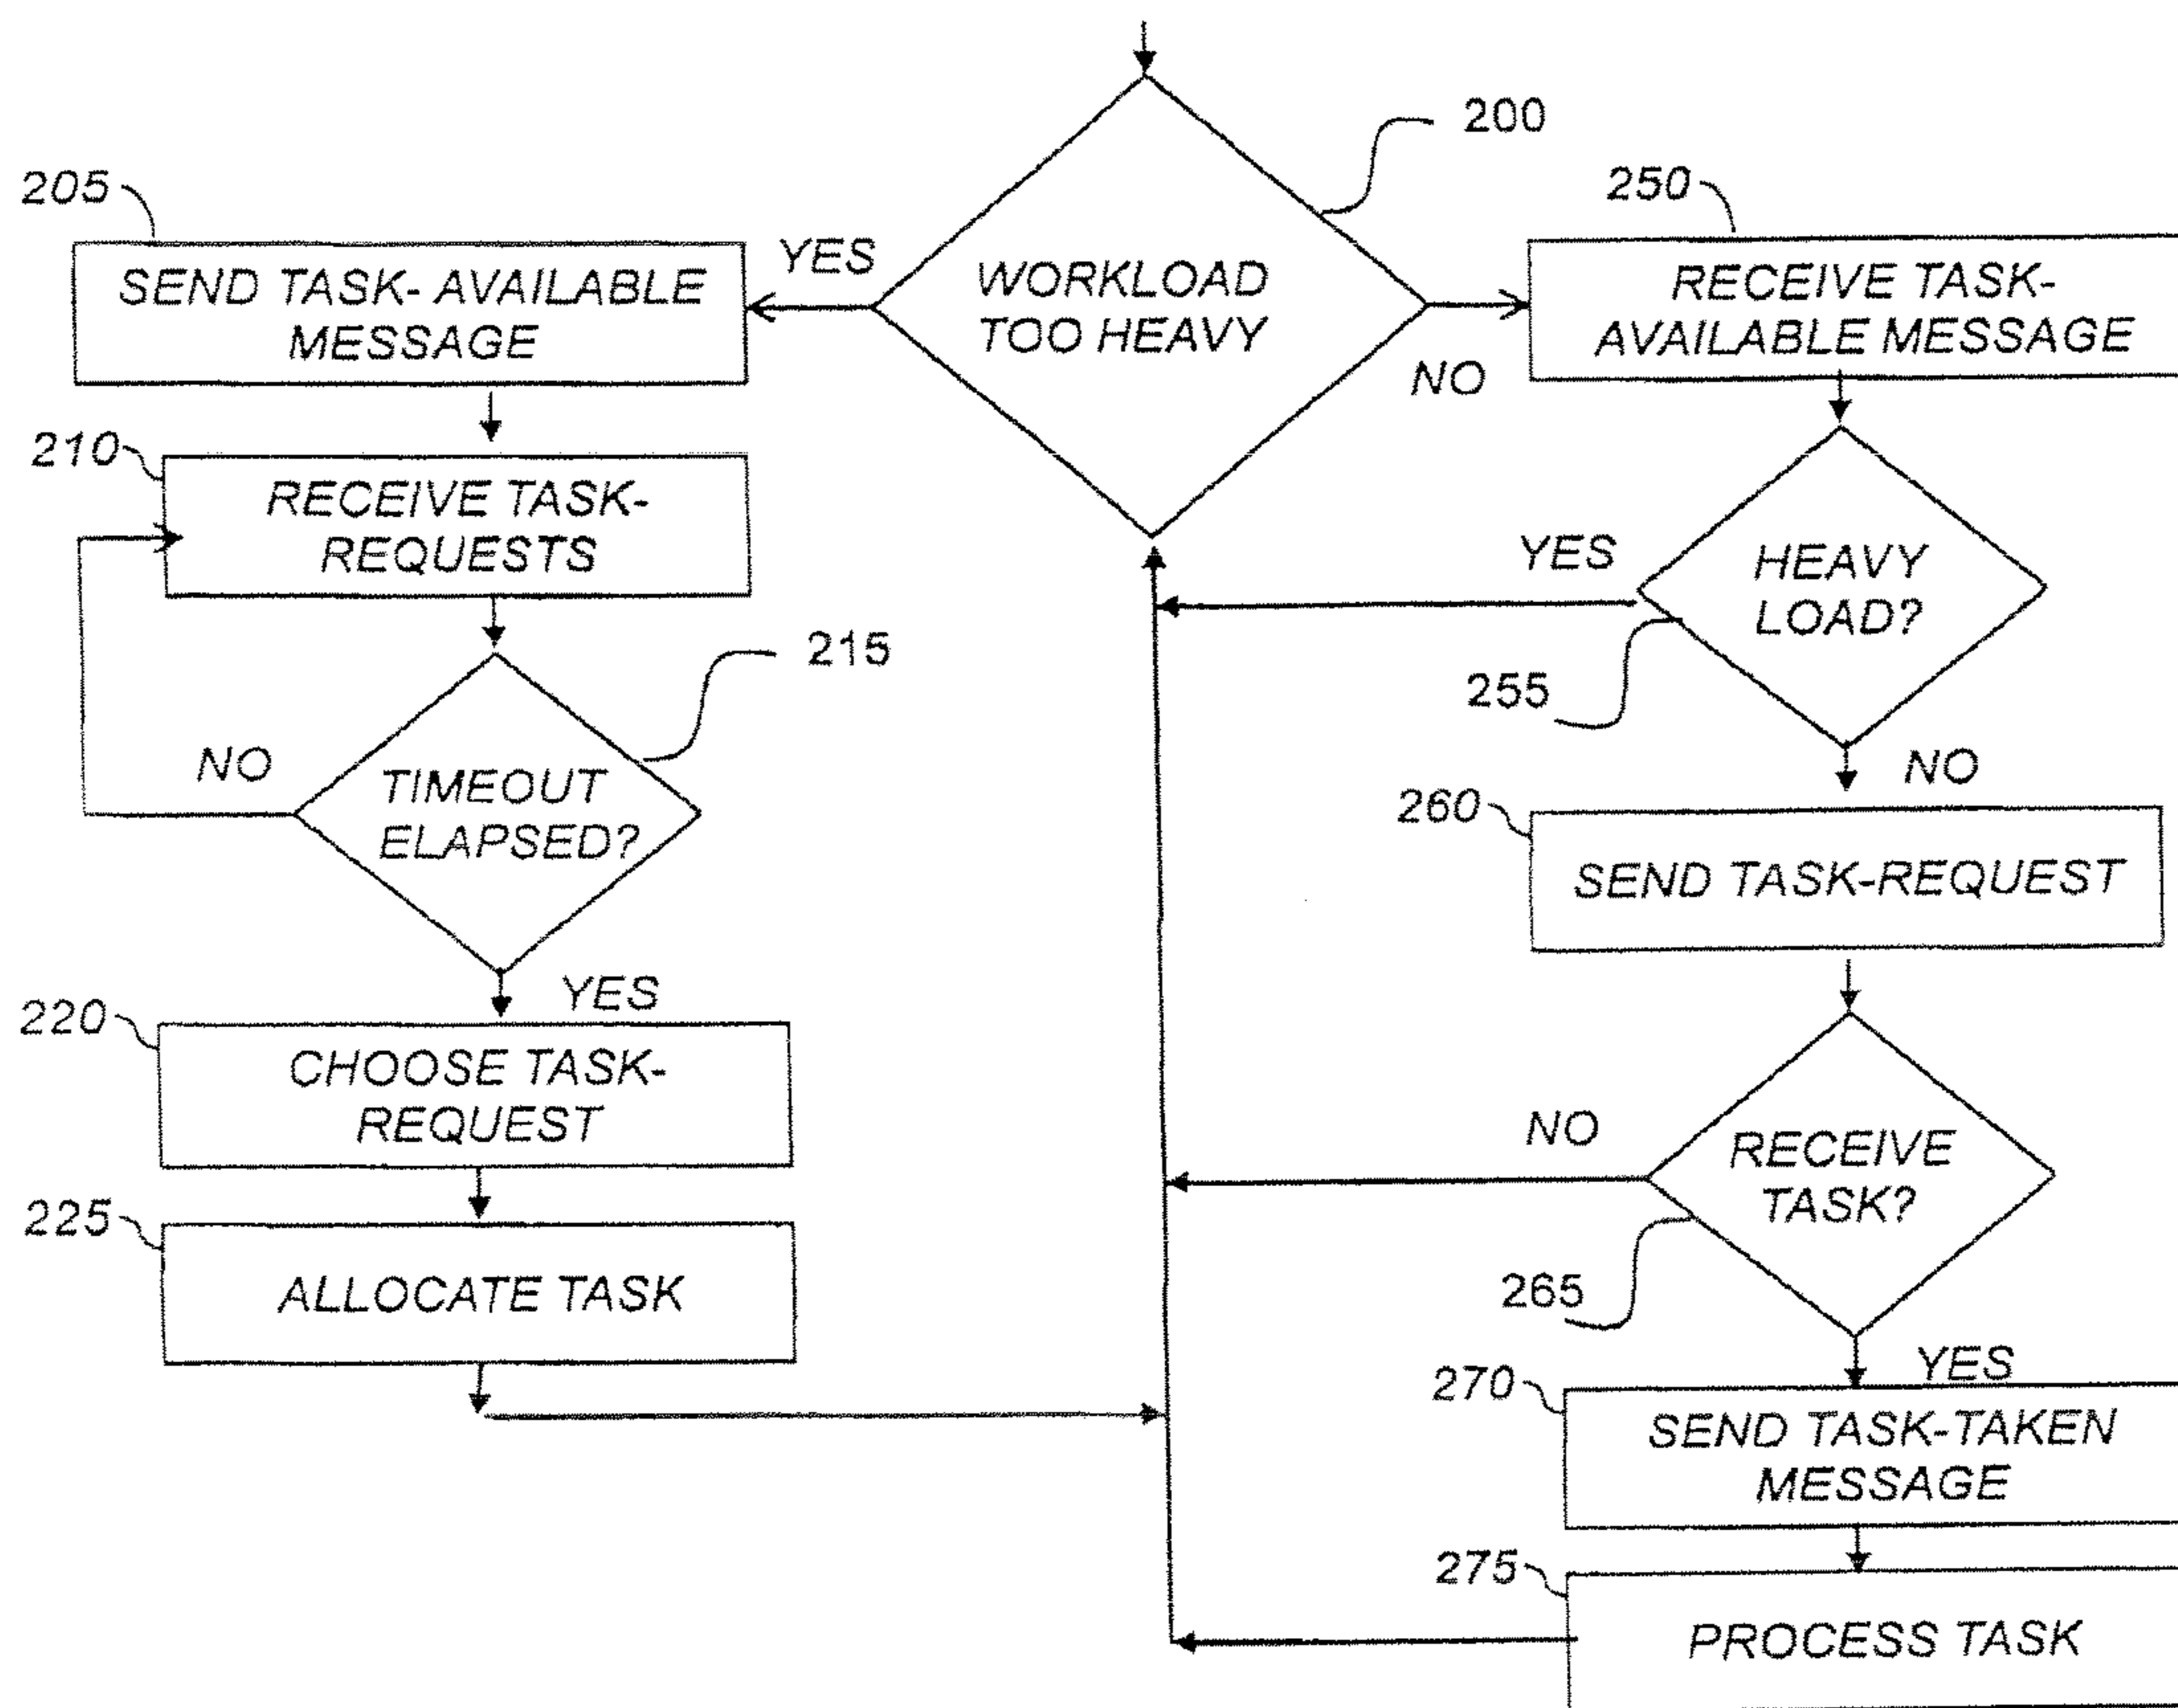 200
205
250
YES
SEND TASK- AVAILABLE
MESSAGE
WORKLOAD
TOO HEAVY
NO
RECEIVE TASK-
AVAILABLE MESSAGE
210
RECEIVE TASK-
REQUESTS
YES
HEAVY
LOAD?
215
255
NO
TIMEOUT
ELAPSED?
NO
260
SEND TASK-REQUEST
YES
220
CHOOSE TASK-
REQUEST
NO
RECEIVE
TASK?
225
ALLOCATE TASK
265
YES
270
SEND TASK-TAKEN
MESSAGE
275
PROCESS TASK